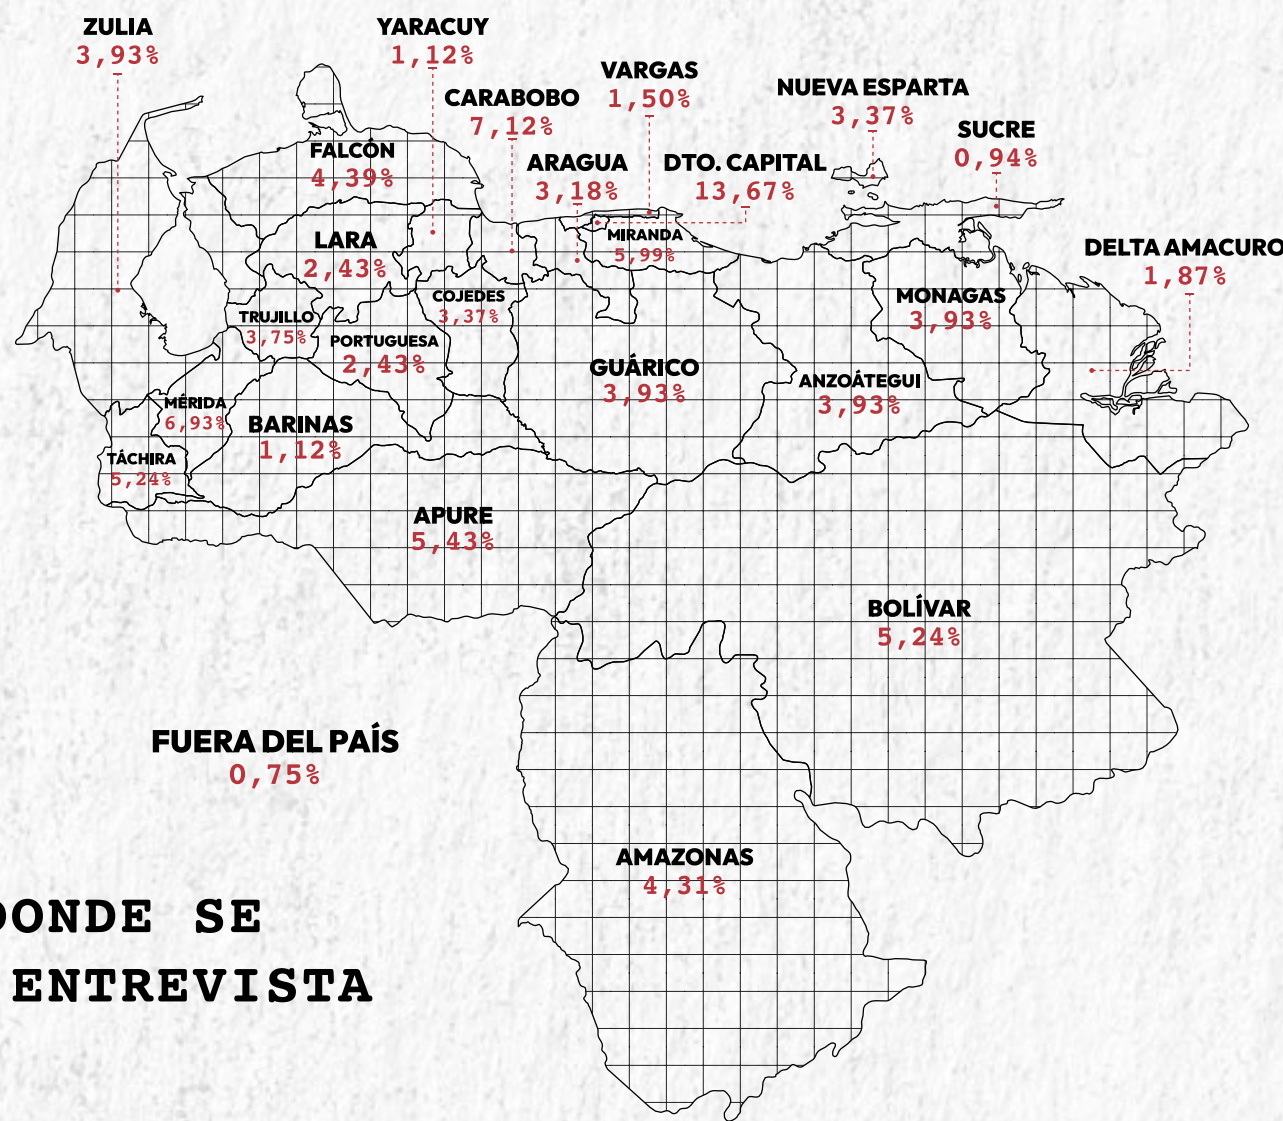 ZULIA
3,93%
YARACUY
1,12%
CARABOBO
7,12%
VARGAS
1,50%
NUEVA ESPARTA
3,37%
SUCRE
0,94%
FALCÓN
4,39%
ARAGUA
3,18%
DTO. CAPITAL
13,67%
LARA
2,43%
MIRANDA
5,99%
DELTA AMACURO
1,87%
COJEDES
3,37%
MONAGAS
3,93%
TRUJILLO
3,75%
PORTUGUESA
2,43%
GUÁRICO
3,93%
ANZOÁTEGUI
3,93%
MÉRIDA
6,93%
BARINAS
1,12%
TÁCHIRA
5,24%
APURE
5,43%
BOLÍVAR
5,24%
FUERA DEL PAÍS
0,75%
AMAZONAS
4,31%
DONDE SE
ENTREVISTA